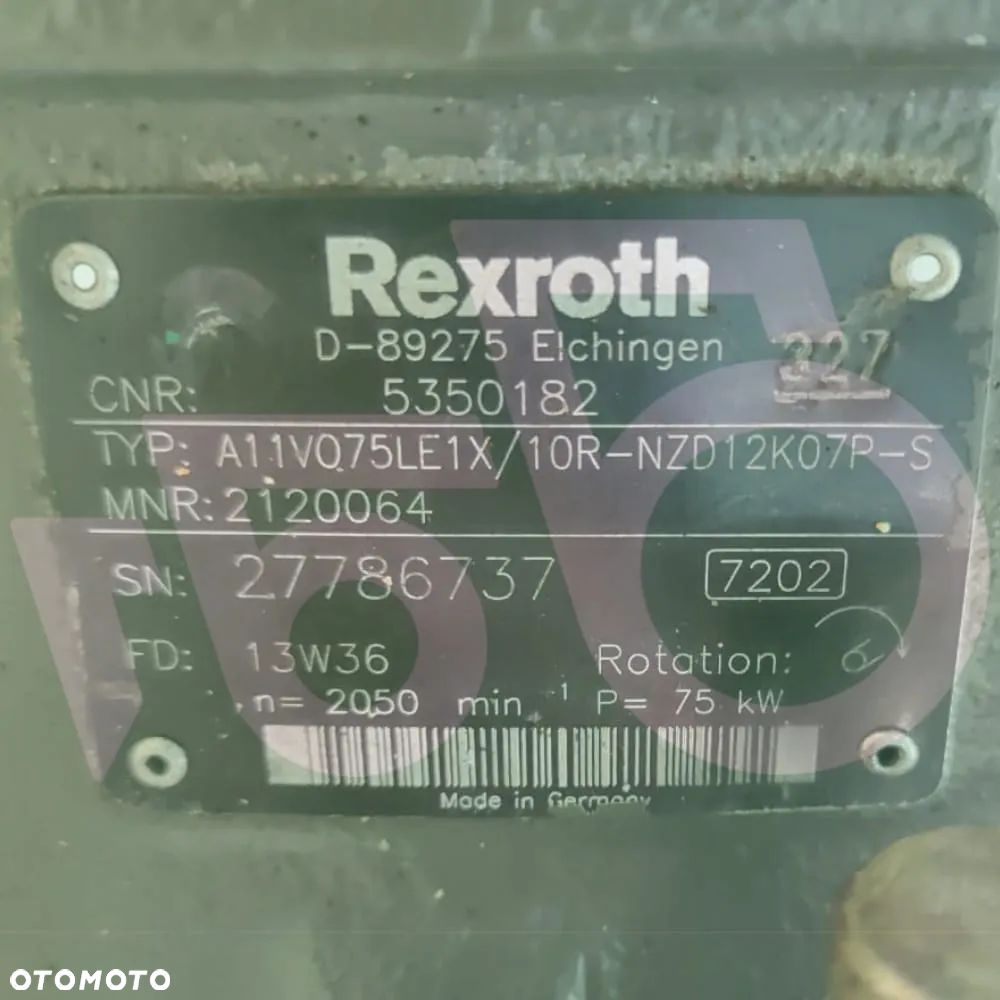 Rexroth
D-89275 Elchingen
327
CNR: 5350182
TYP: A11VO75LE1X/10R-NZD12K07P-S
MNR: 2120064
SN: 27786737 7202
FD: 13W36 Rotation:
n= 2050 min⁻¹ P= 75 kW
Made in Germany
OTOMOTO